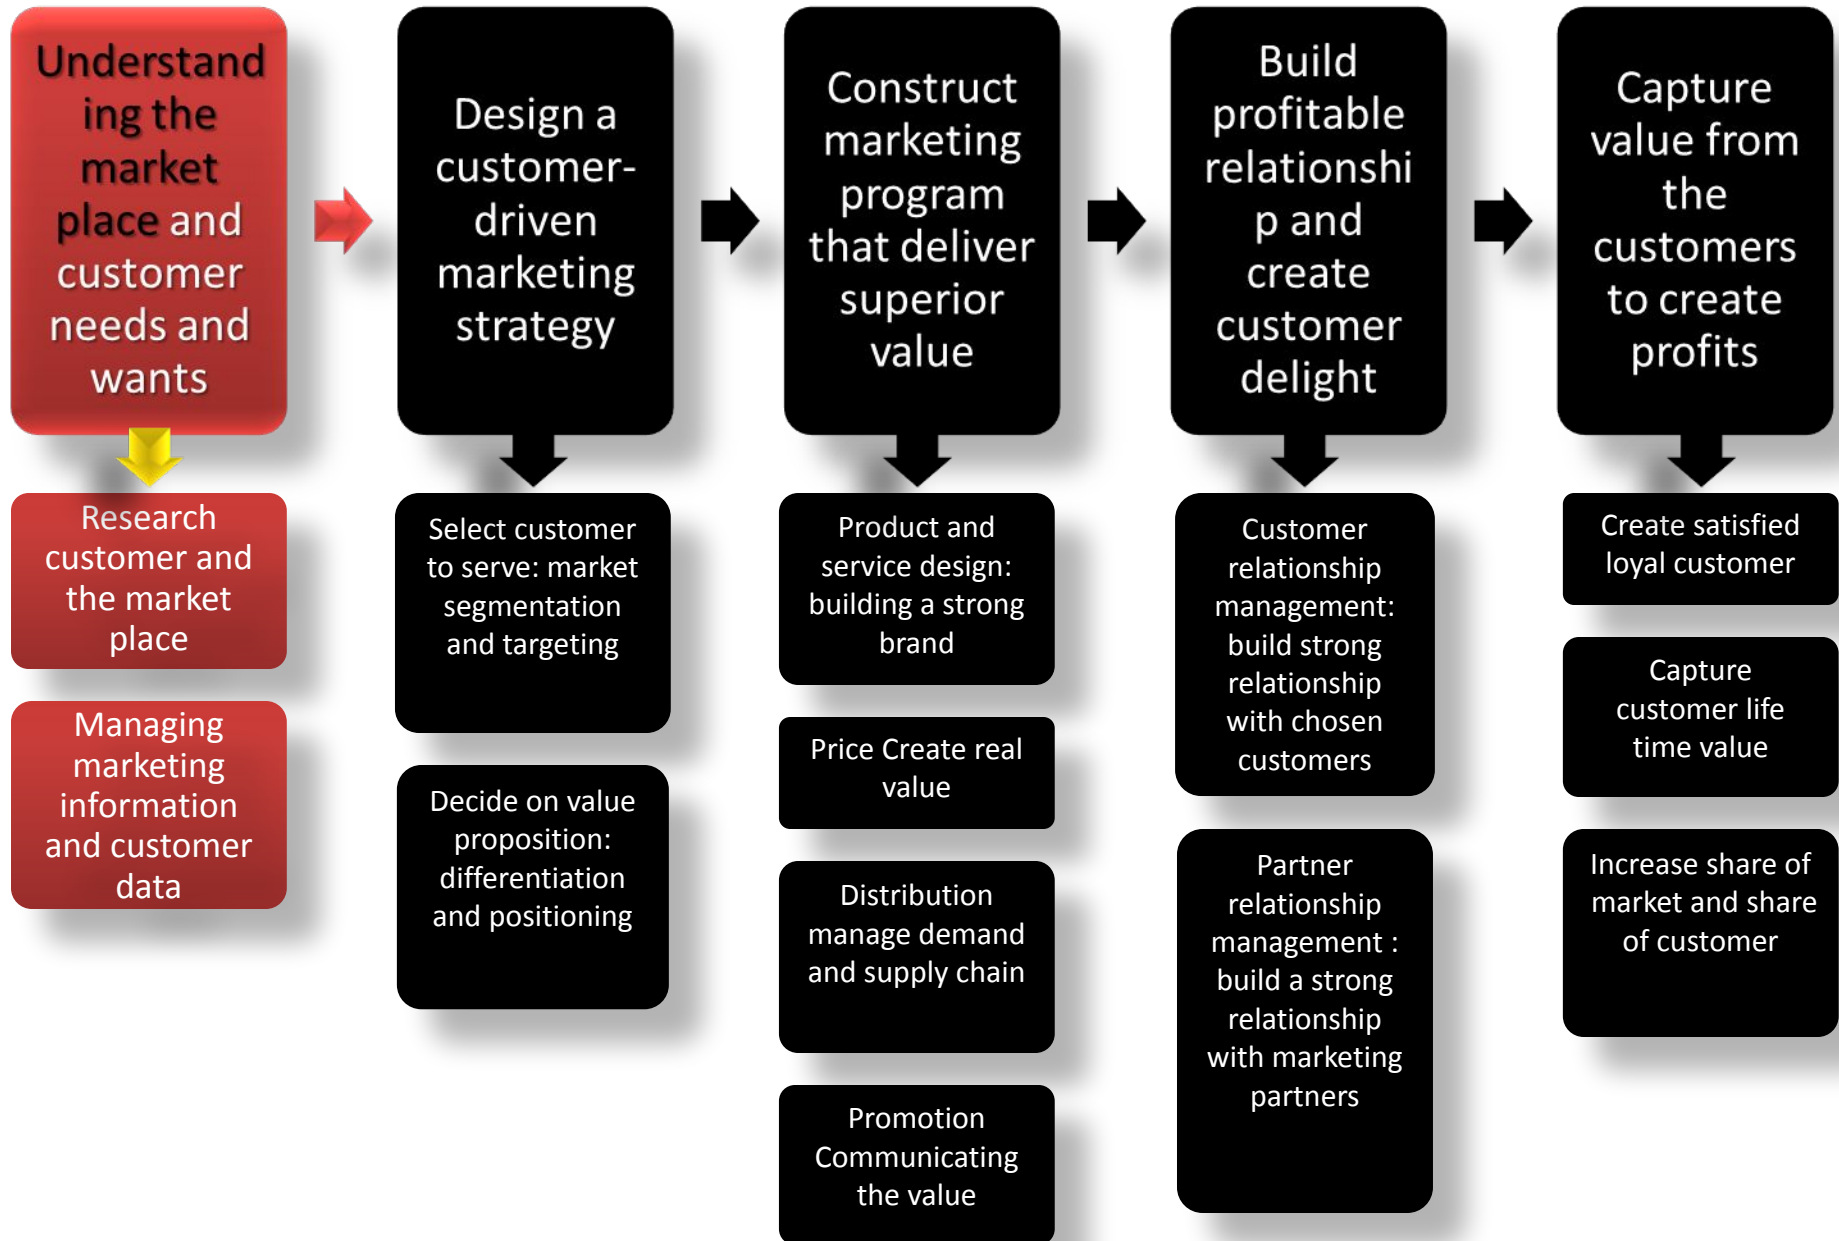 Understand
ing the
market
place and
customer
needs and
wants
Research
customer and
the market
place
Managing
marketing
information
and customer
data
Design a
customer-
driven
marketing
strategy
Select customer
to serve: market
segmentation
and targeting
Decide on value
proposition:
differentiation
and positioning
Construct
marketing
program
that deliver
superior
value
Product and
service design:
building a strong
brand
Price Create real
value
Distribution
manage demand
and supply chain
Promotion
Communicating
the value
Build
profitable
relationshi
p and
create
customer
delight
Customer
relationship
management:
build strong
relationship
with chosen
customers
Partner
relationship
management :
build a strong
relationship
with marketing
partners
Capture
value from
the
customers
to create
profits
Create satisfied
loyal customer
Capture
customer life
time value
Increase share of
market and share
of customer